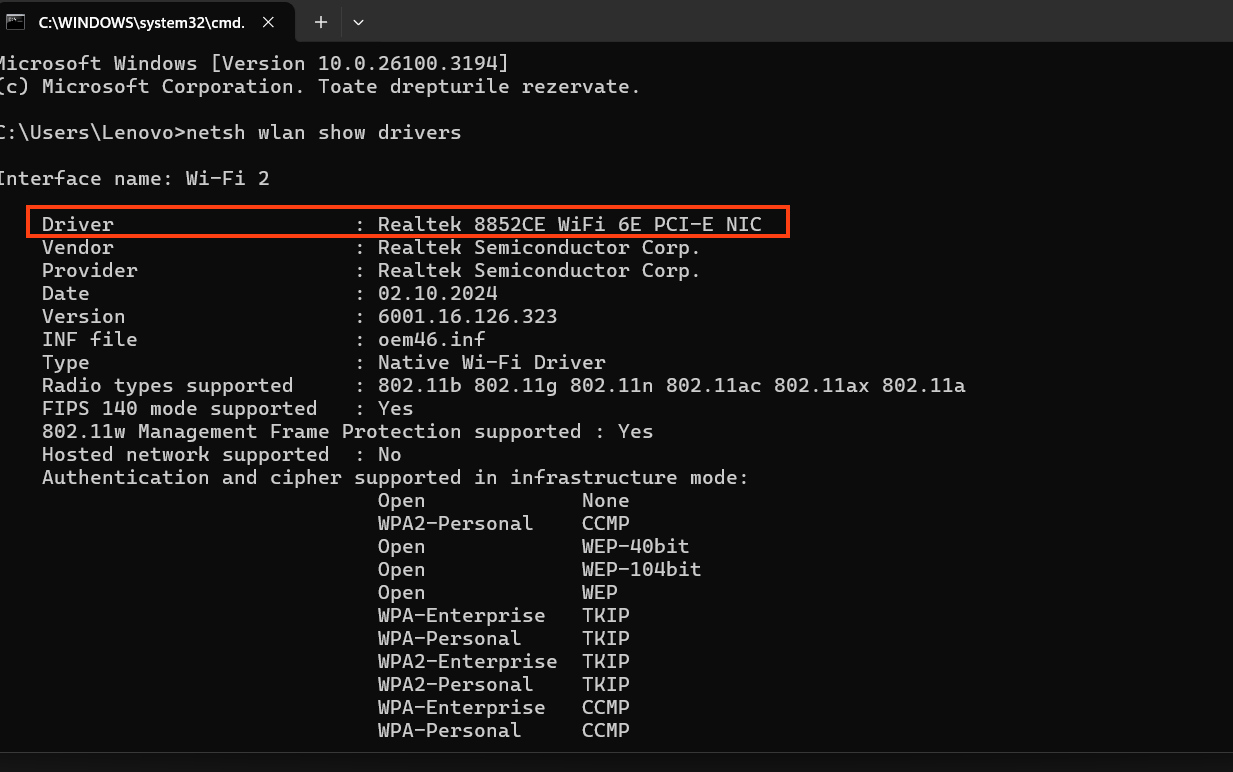 C:\WINDOWS\system32\cmd.
Microsoft Windows [Version 10.0.26100.3194]
(c) Microsoft Corporation. Toate drepturile rezervate.
C:\Users\Lenovo>netsh wlan show drivers
Interface name: Wi-Fi 2
Driver : Realtek 8852CE WiFi 6E PCI-E NIC
Vendor : Realtek Semiconductor Corp.
Provider : Realtek Semiconductor Corp.
Date : 02.10.2024
Version : 6001.16.126.323
INF file : oem46.inf
Type : Native Wi-Fi Driver
Radio types supported : 802.11b 802.11g 802.11n 802.11ac 802.11ax 802.11a
FIPS 140 mode supported : Yes
802.11w Management Frame Protection supported : Yes
Hosted network supported : No
Authentication and cipher supported in infrastructure mode:
Open None
WPA2-Personal CCMP
Open WEP-40bit
Open WEP-104bit
Open WEP
WPA-Enterprise TKIP
WPA-Personal TKIP
WPA2-Enterprise TKIP
WPA2-Personal TKIP
WPA-Enterprise CCMP
WPA-Personal CCMP